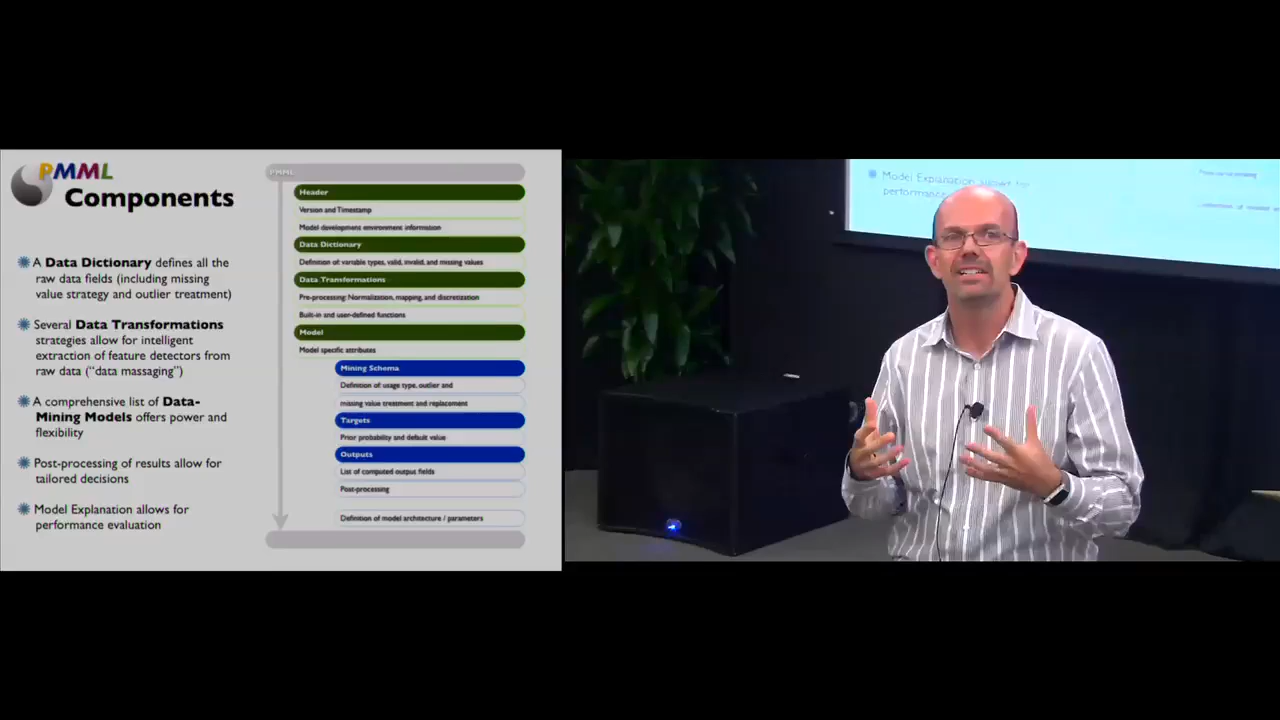 PMML
Components
A Data Dictionary defines all the
raw data fields (including missing
value strategy and outlier treatment)
Several Data Transformations
strategies allow for intelligent
extraction of feature detectors from
raw data ("data massaging")
A comprehensive list of Data-
Mining Models offers power and
flexibility
Post-processing of results allow for
tailored decisions
Model Explanation allows for
performance evaluation
PMML
Header
Version and Timestamp
Model development environment information
Data Dictionary
Definition of variable types, valid, invalid, and missing values
Data Transformations
Pre-processing: Normalization, mapping, and discretization
Built-in and user-defined functions
Model
Model specific attributes
Mining Schema
Definition of usage type, outlier and
missing value treatment and replacement
Targets
Prior probability and default value
Outputs
List of computed output fields
Post-processing
Definition of model architecture / parameters
Model Explanation allows for
performance